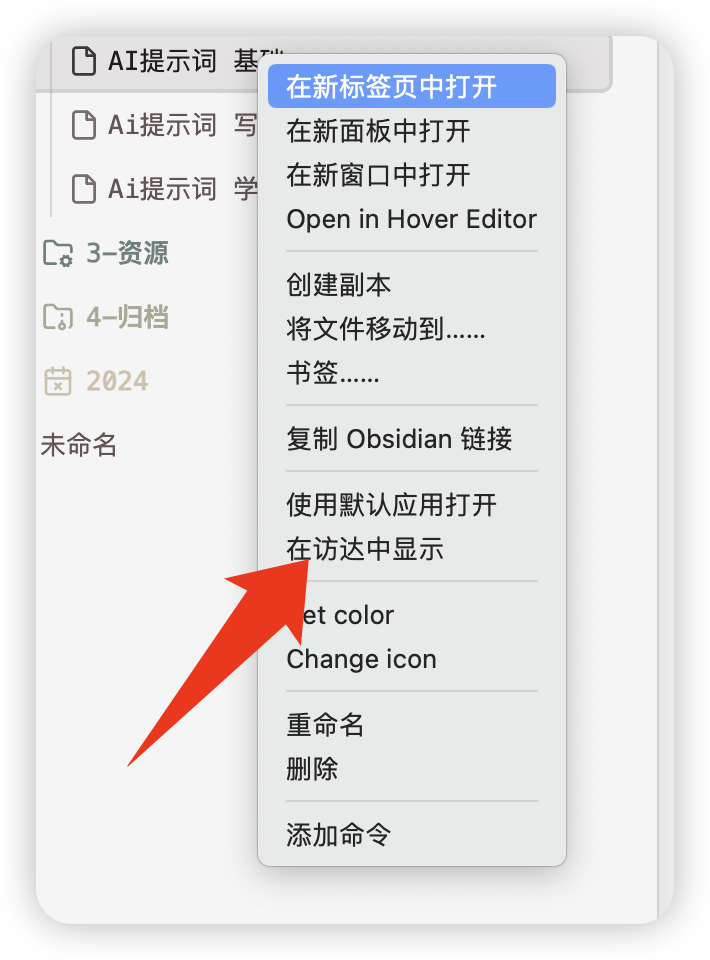 AI提示词 基础
在新标签页中打开
在新面板中打开
Ai提示词 写
在新窗口中打开
Ai提示词 学
Open in Hover Editor
3-资源
创建副本
4-归档
将文件移动到……
书签……
2024
复制 Obsidian 链接
未命名
使用默认应用打开
在访达中显示
et color
Change icon
重命名
删除
添加命令